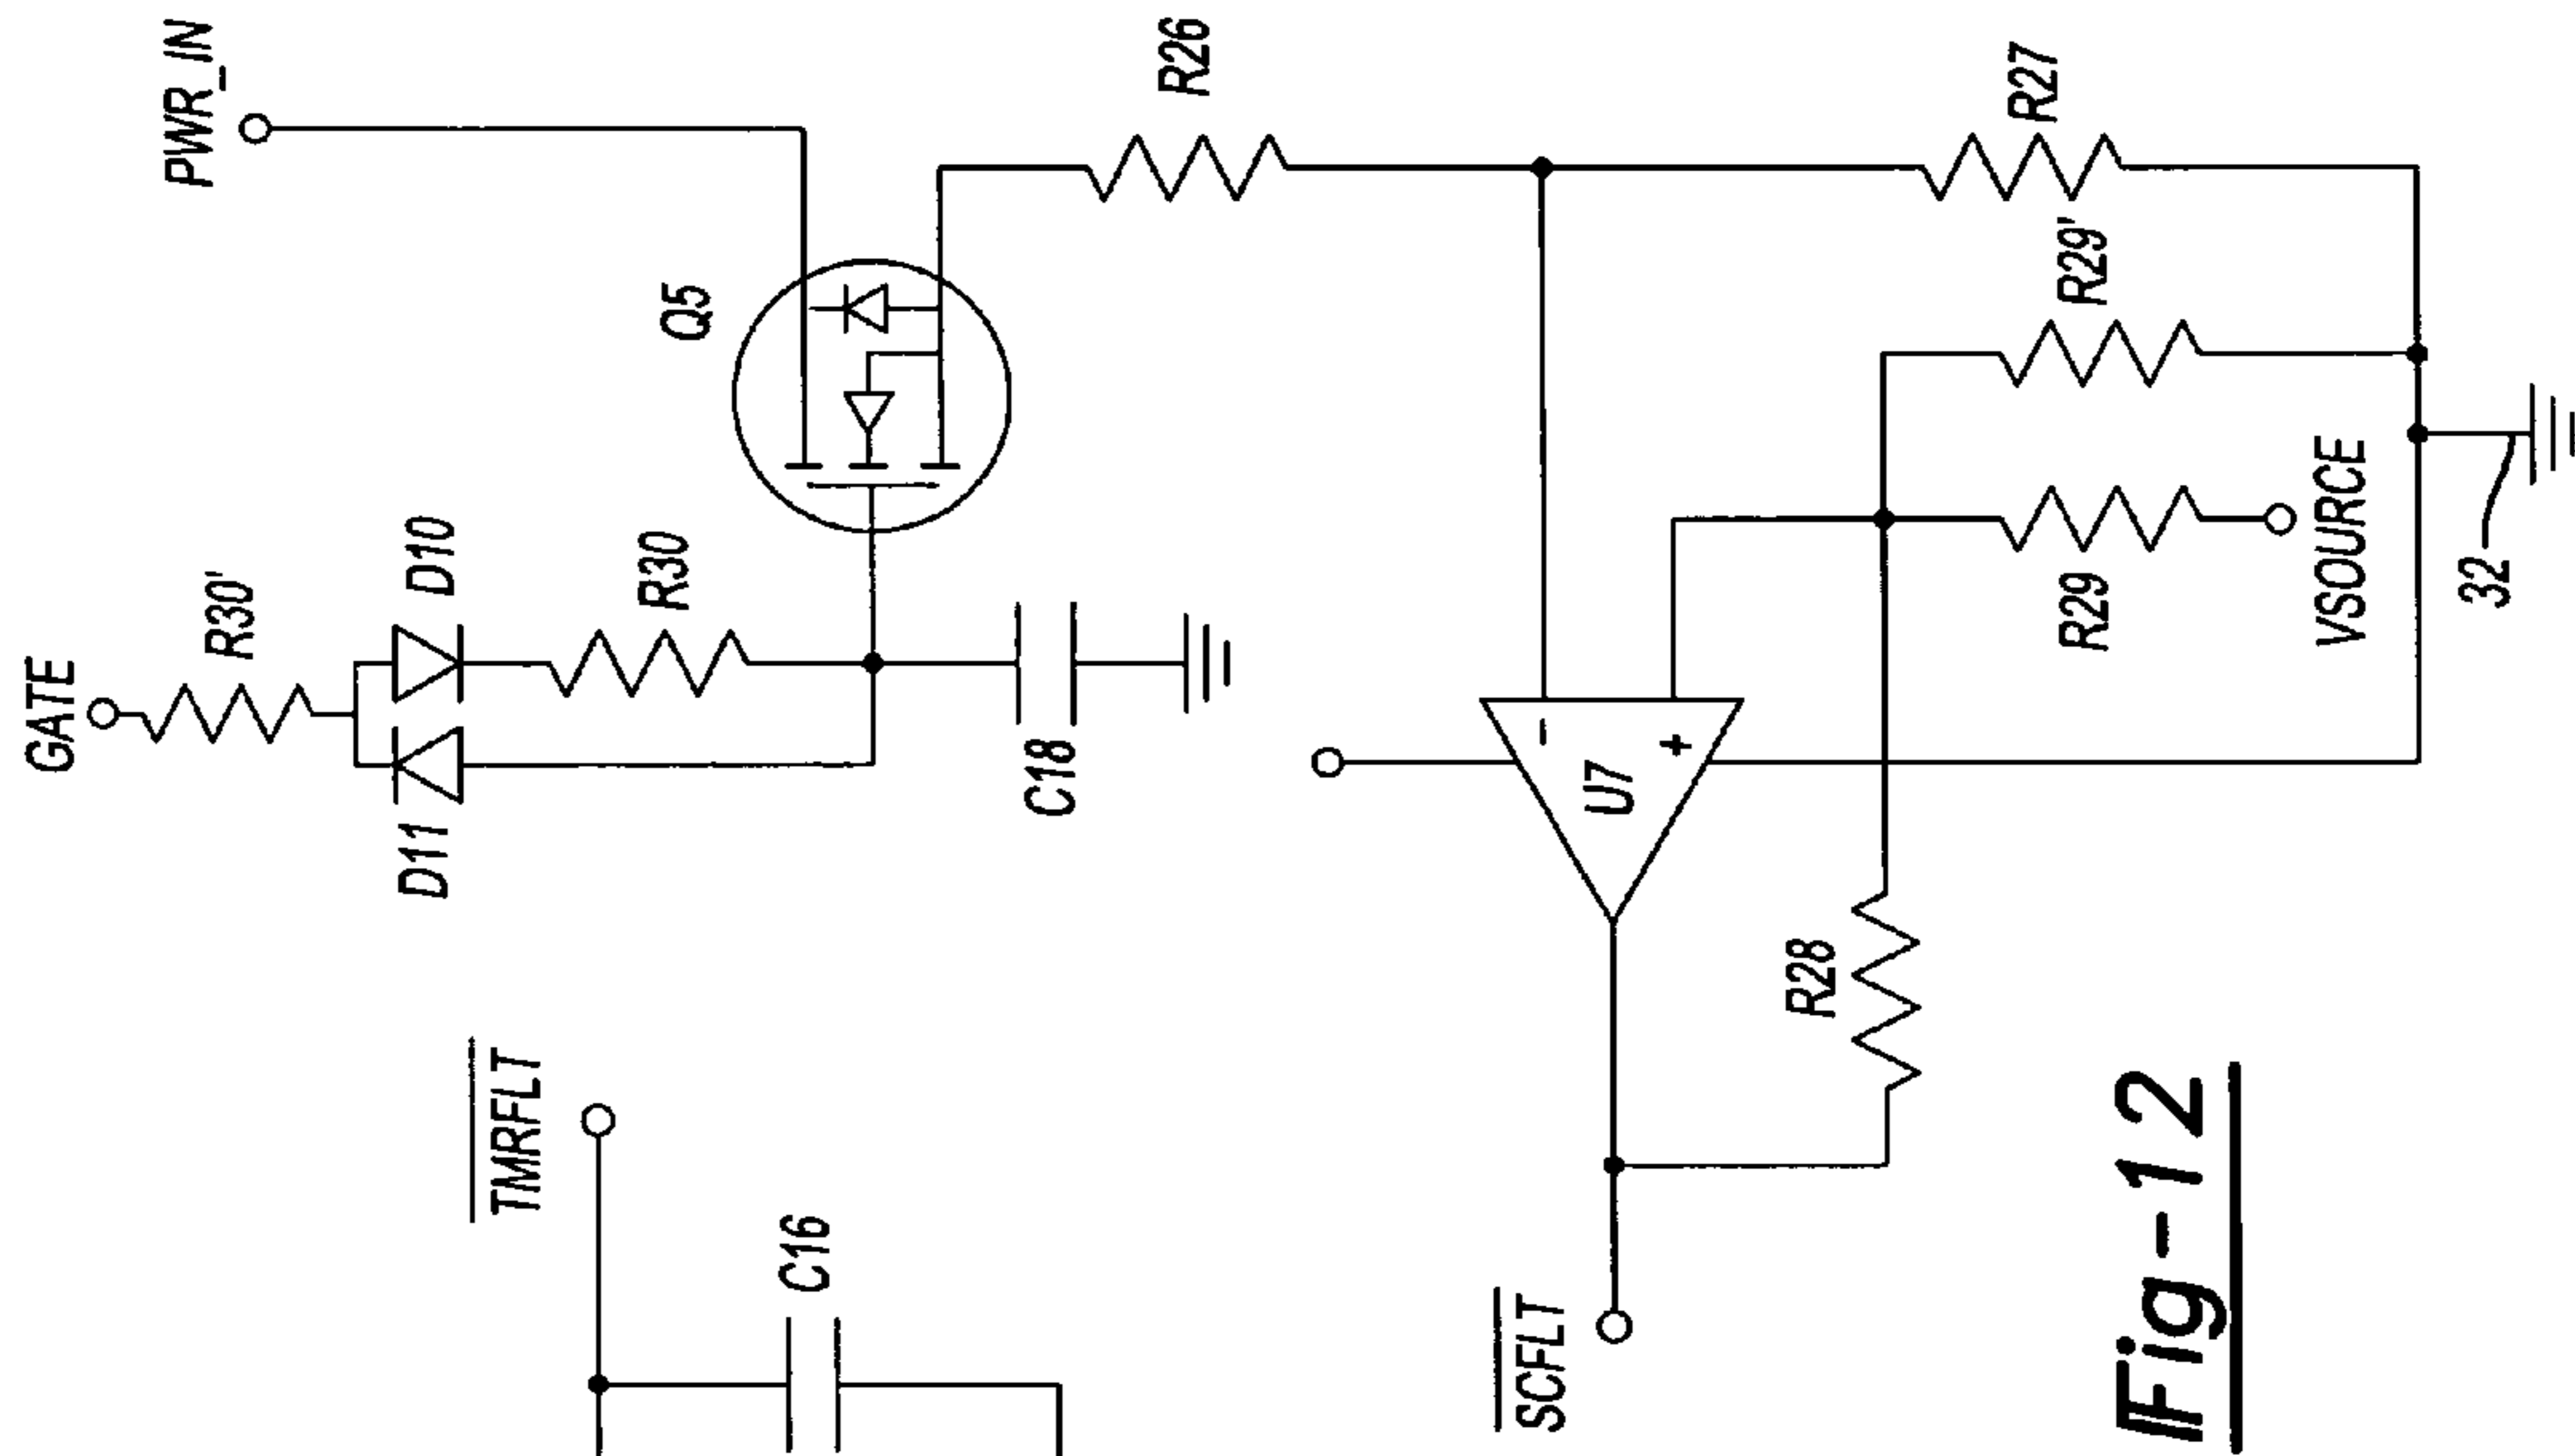 GATE
R30'
D10
D11
R30
C18
PWR_IN
Q5
R26
TMRFLT
C16
SCFLT
U7
-
+
R28
R29
R29'
R27
VSOURCE
32
Fig-12